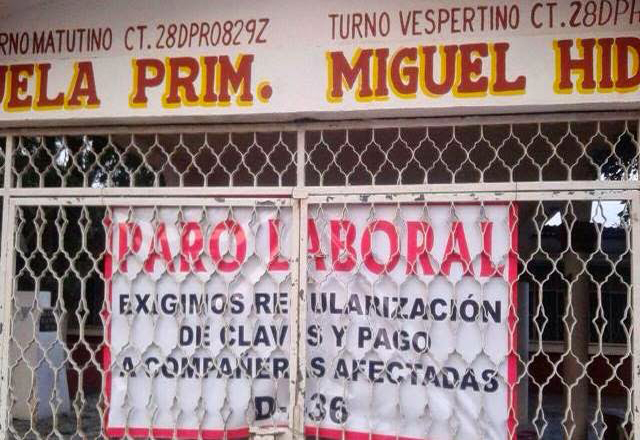 RNO MATUTINO CT. 28DPR0829Z
TURNO VESPERTINO CT. 28DPR
UELA PRIM. MIGUEL HID
PARO LABORAL
EXIGIMOS RE ULARIZACIÓN
DE CLAV S Y PAGO
A COMPAÑER S AFECTADAS
D- 36